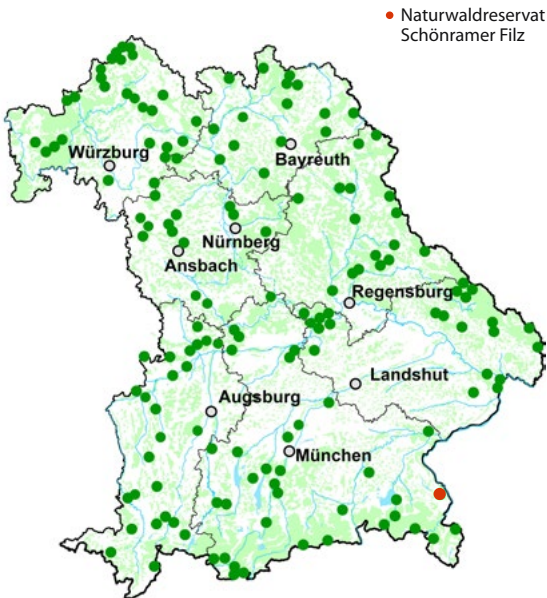 Naturwaldreservat
Schönramer Filz
Würzburg
Bayreuth
Nürnberg
Ansbach
Regensburg
Landshut
Augsburg
München